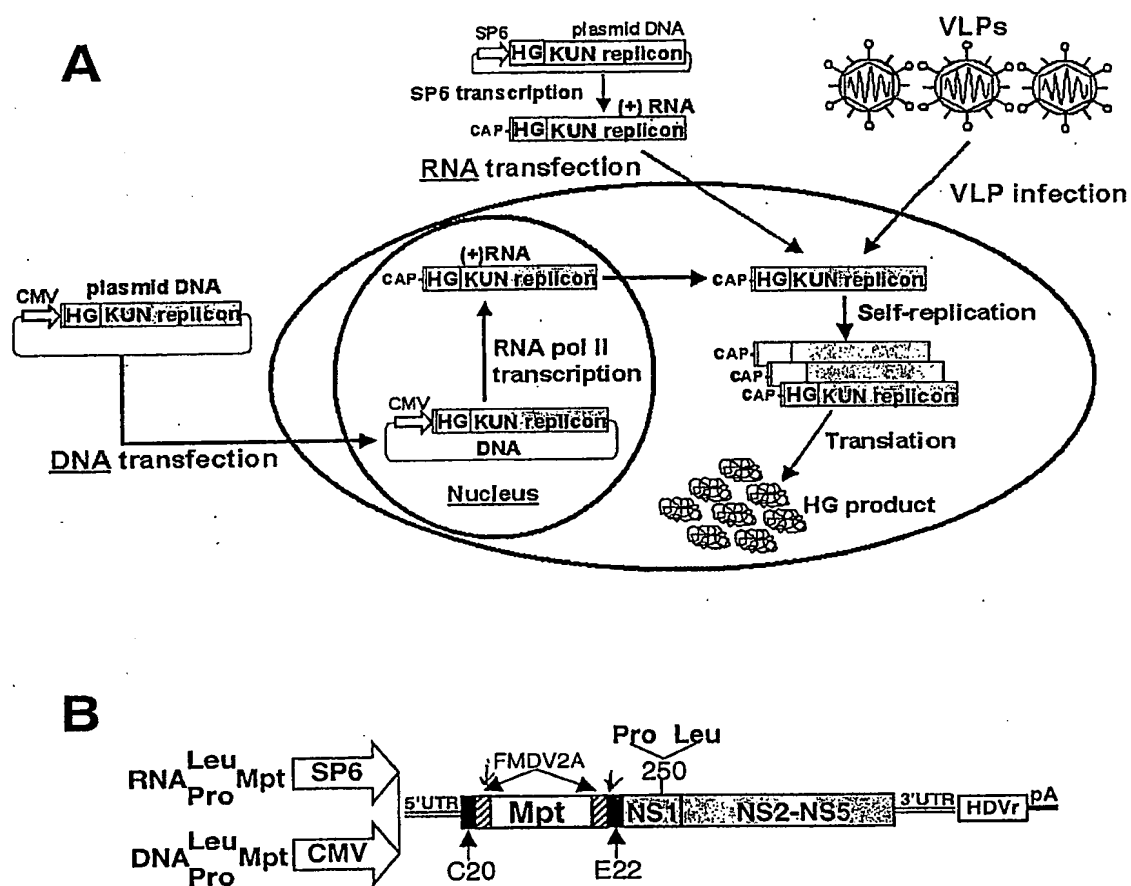 A
SP6 plasmid DNA
HG KUN replicon
SP6 transcription
(+) RNA
CAP- HG KUN replicon
RNA transfection
VLPs
VLP infection
CMV plasmid DNA
HG KUN replicon
DNA transfection
(+)RNA
CAP- HG KUN replicon
RNA pol II
transcription
CMV
HG KUN replicon
DNA
Nucleus
CAP- HG KUN replicon
Self-replication
CAP-
CAP-
CAP- HG KUN replicon
Translation
HG product
B
RNA Leu Pro Mpt SP6
DNA Leu Pro Mpt CMV
Pro Leu
250
FMDV2A
5'UTR Mpt NS1 NS2-NS5 3'UTR HDVr pA
C20 E22